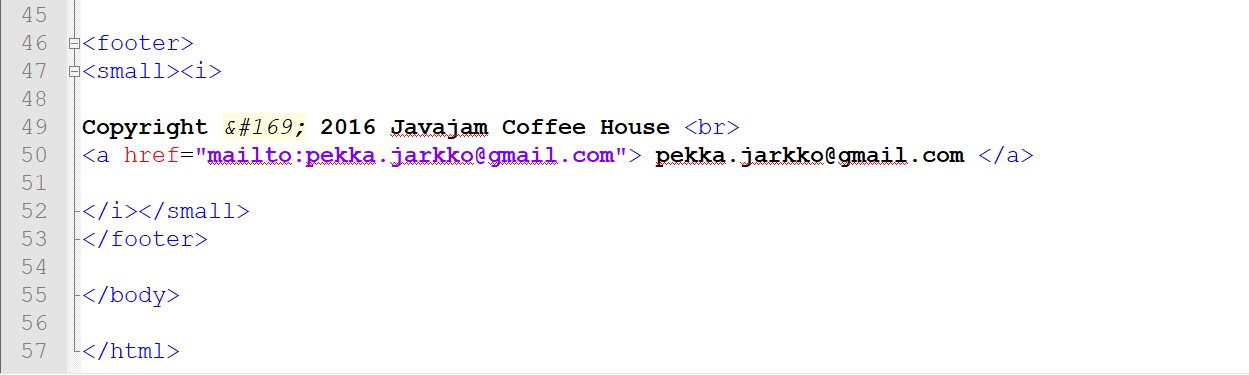 45
46 <footer>
47 <small><i>
48
49 Copyright &#169; 2016 Javajam Coffee House <br>
50 <a href="mailto:pekka.jarkko@gmail.com"> pekka.jarkko@gmail.com </a>
51
52 </i></small>
53 </footer>
54
55 </body>
56
57 </html>